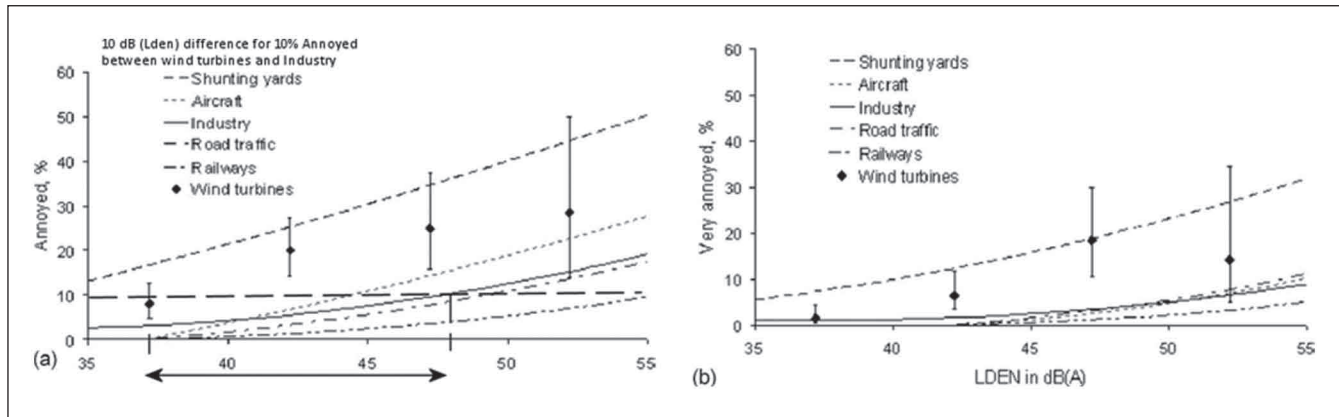 10 dB (Lden) difference for 10% Annoyed
between wind turbines and Industry
60
50
40
30
20
10
0
Annoyed, %
Shunting yards
Aircraft
Industry
Road traffic
Railways
Wind turbines
35
40
45
50
55
(a)
60
50
40
30
20
10
0
Very annoyed, %
Shunting yards
Aircraft
Industry
Road traffic
Railways
Wind turbines
35
40
45
50
55
(b)
LDEN in dB(A)